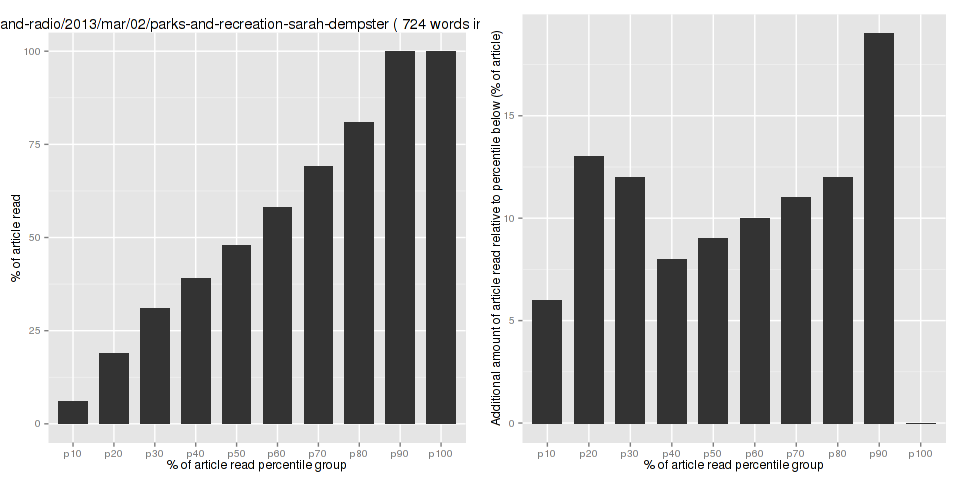 and-radio/2013/mar/02/parks-and-recreation-sarah-dempster ( 724 words in
100
75
50
25
0
% of article read
p10 p20 p30 p40 p50 p60 p70 p80 p90 p100
% of article read percentile group
15
10
5
0
Additional amount of article read relative to percentile below (% of article)
p10 p20 p30 p40 p50 p60 p70 p80 p90 p100
% of article read percentile group